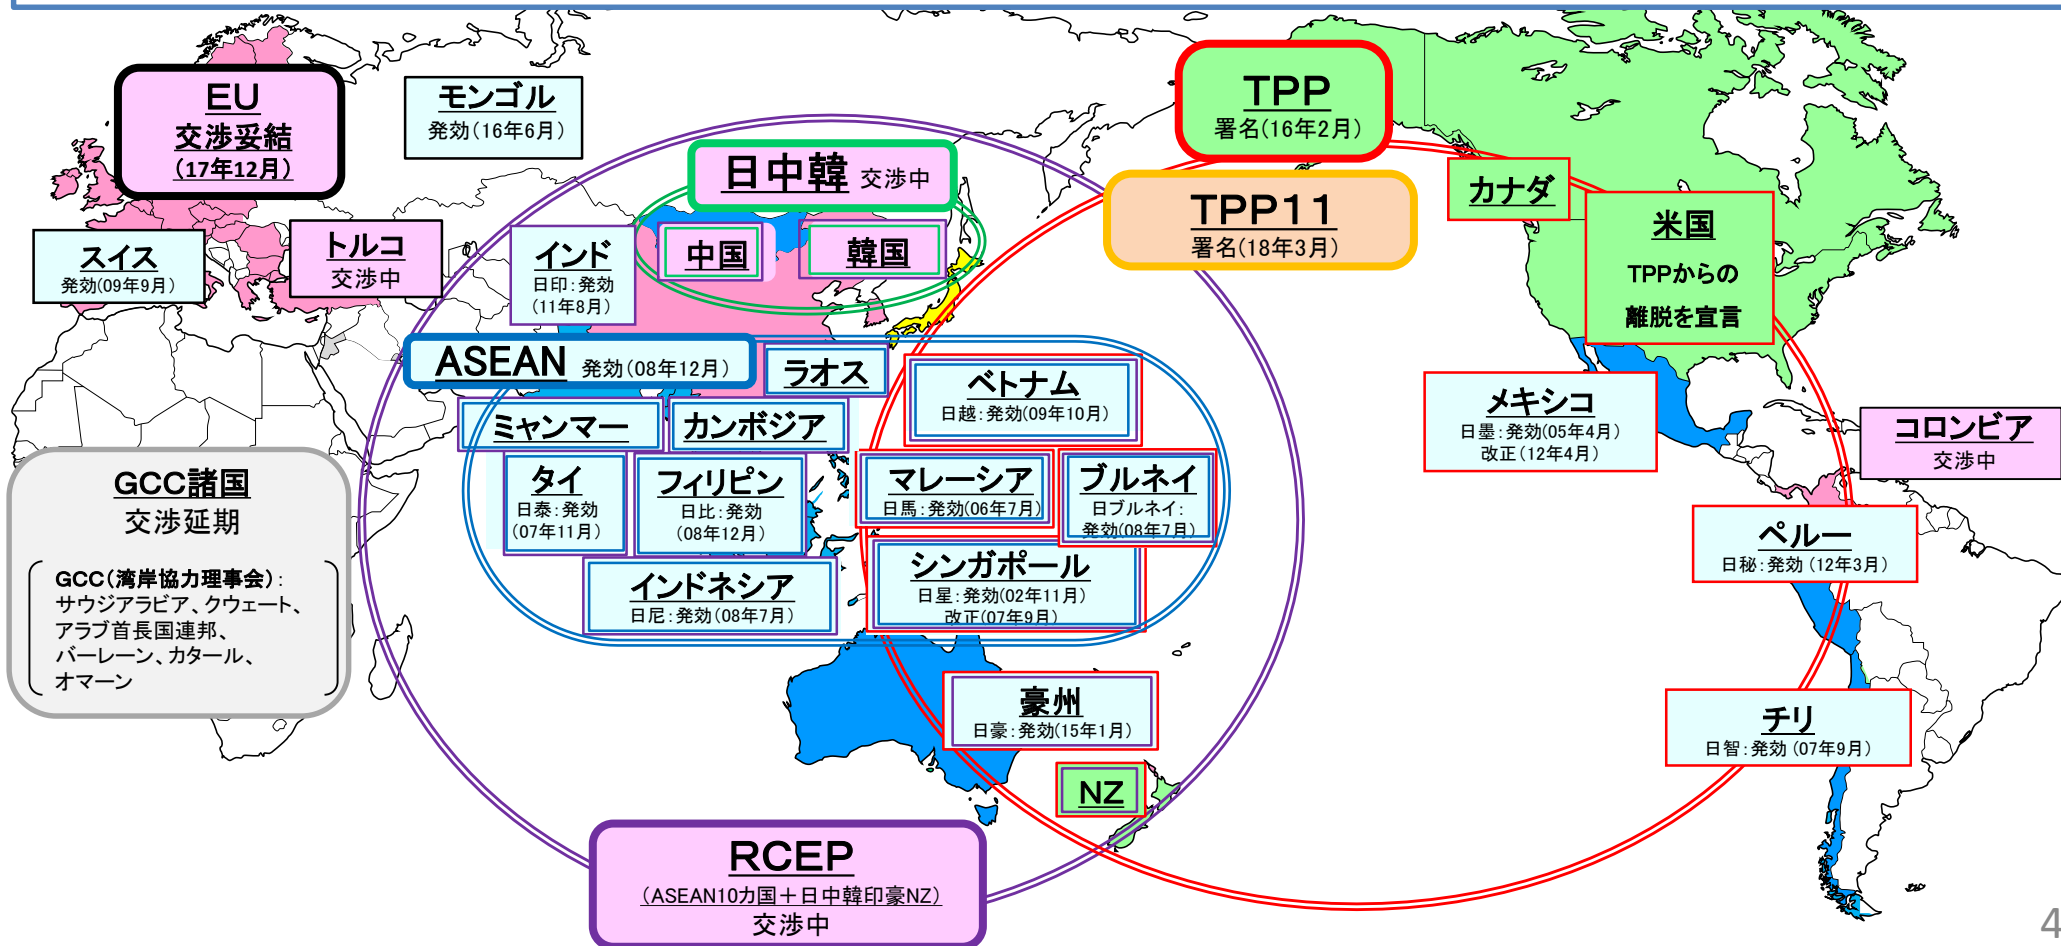 EU
交渉妥結
(17年12月)
モンゴル
発効(16年6月)
TPP
署名(16年2月)
日中韓 交渉中
TPP11
署名(18年3月)
カナダ
米国
TPPからの
離脱を宣言
スイス
発効(09年9月)
トルコ
交渉中
インド
日印:発効
(11年8月)
中国
韓国
ASEAN 発効(08年12月)
ラオス
ベトナム
日越:発効(09年10月)
ミャンマー
カンボジア
メキシコ
日墨:発効(05年4月)
改正(12年4月)
コロンビア
交渉中
タイ
日泰:発効
(07年11月)
フィリピン
日比:発効
(08年12月)
マレーシア
日馬:発効(06年7月)
ブルネイ
日ブルネイ:
発効(08年7月)
GCC諸国
交渉延期
GCC(湾岸協力理事会):
サウジアラビア、クウェート、
アラブ首長国連邦、
バーレーン、カタール、
オマーン
インドネシア
日尼:発効(08年7月)
シンガポール
日星:発効(02年11月)
改正(07年9月)
ペルー
日秘:発効(12年3月)
豪州
日豪:発効(15年1月)
チリ
日智:発効(07年9月)
NZ
RCEP
(ASEAN10カ国+日中韓印豪NZ)
交渉中
4